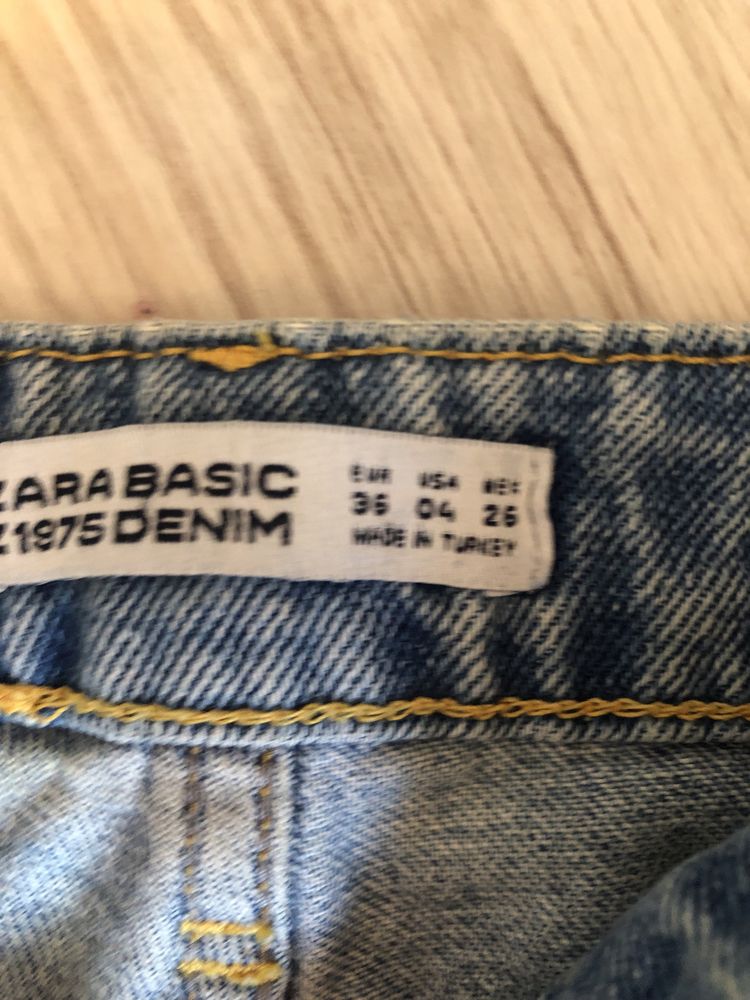 ZARA BASIC
Z1975 DENIM
EUR USA MEX
36 04 26
MADE IN TURKEY